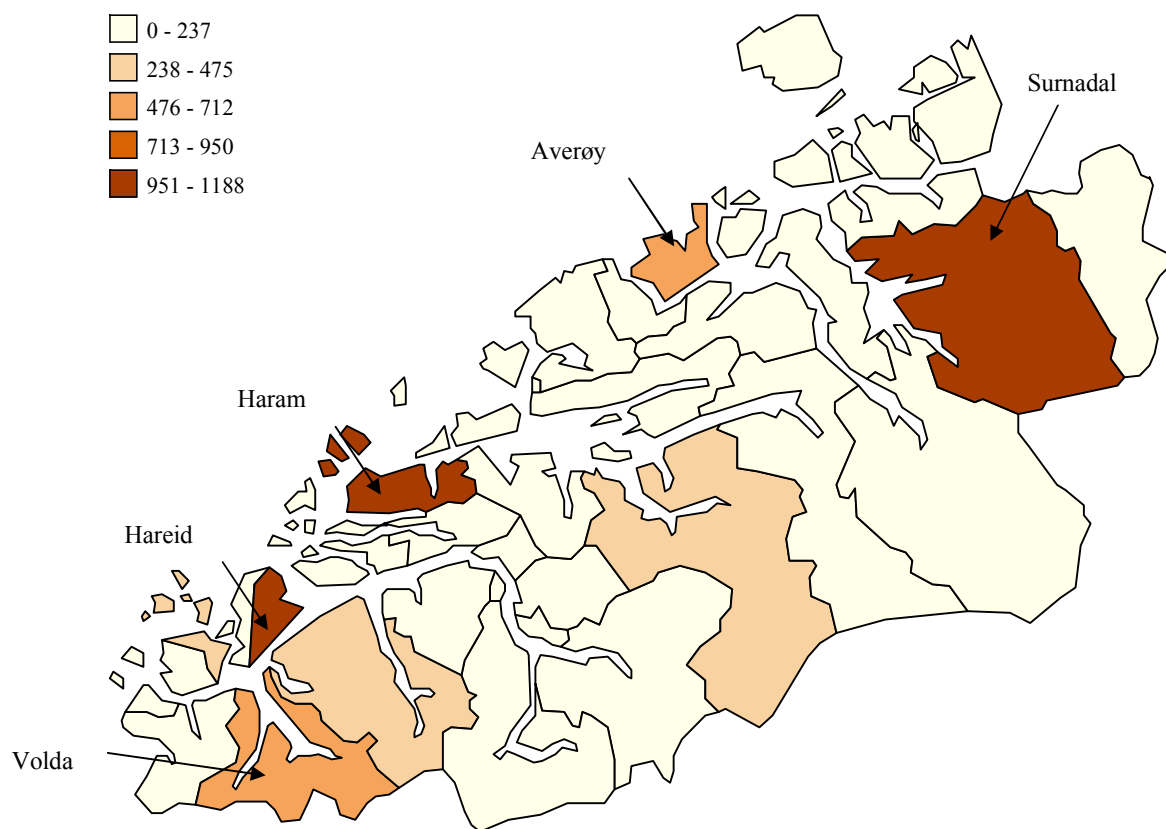 0 - 237
238 - 475
476 - 712
713 - 950
951 - 1188
Surnadal
Averøy
Haram
Hareid
Volda